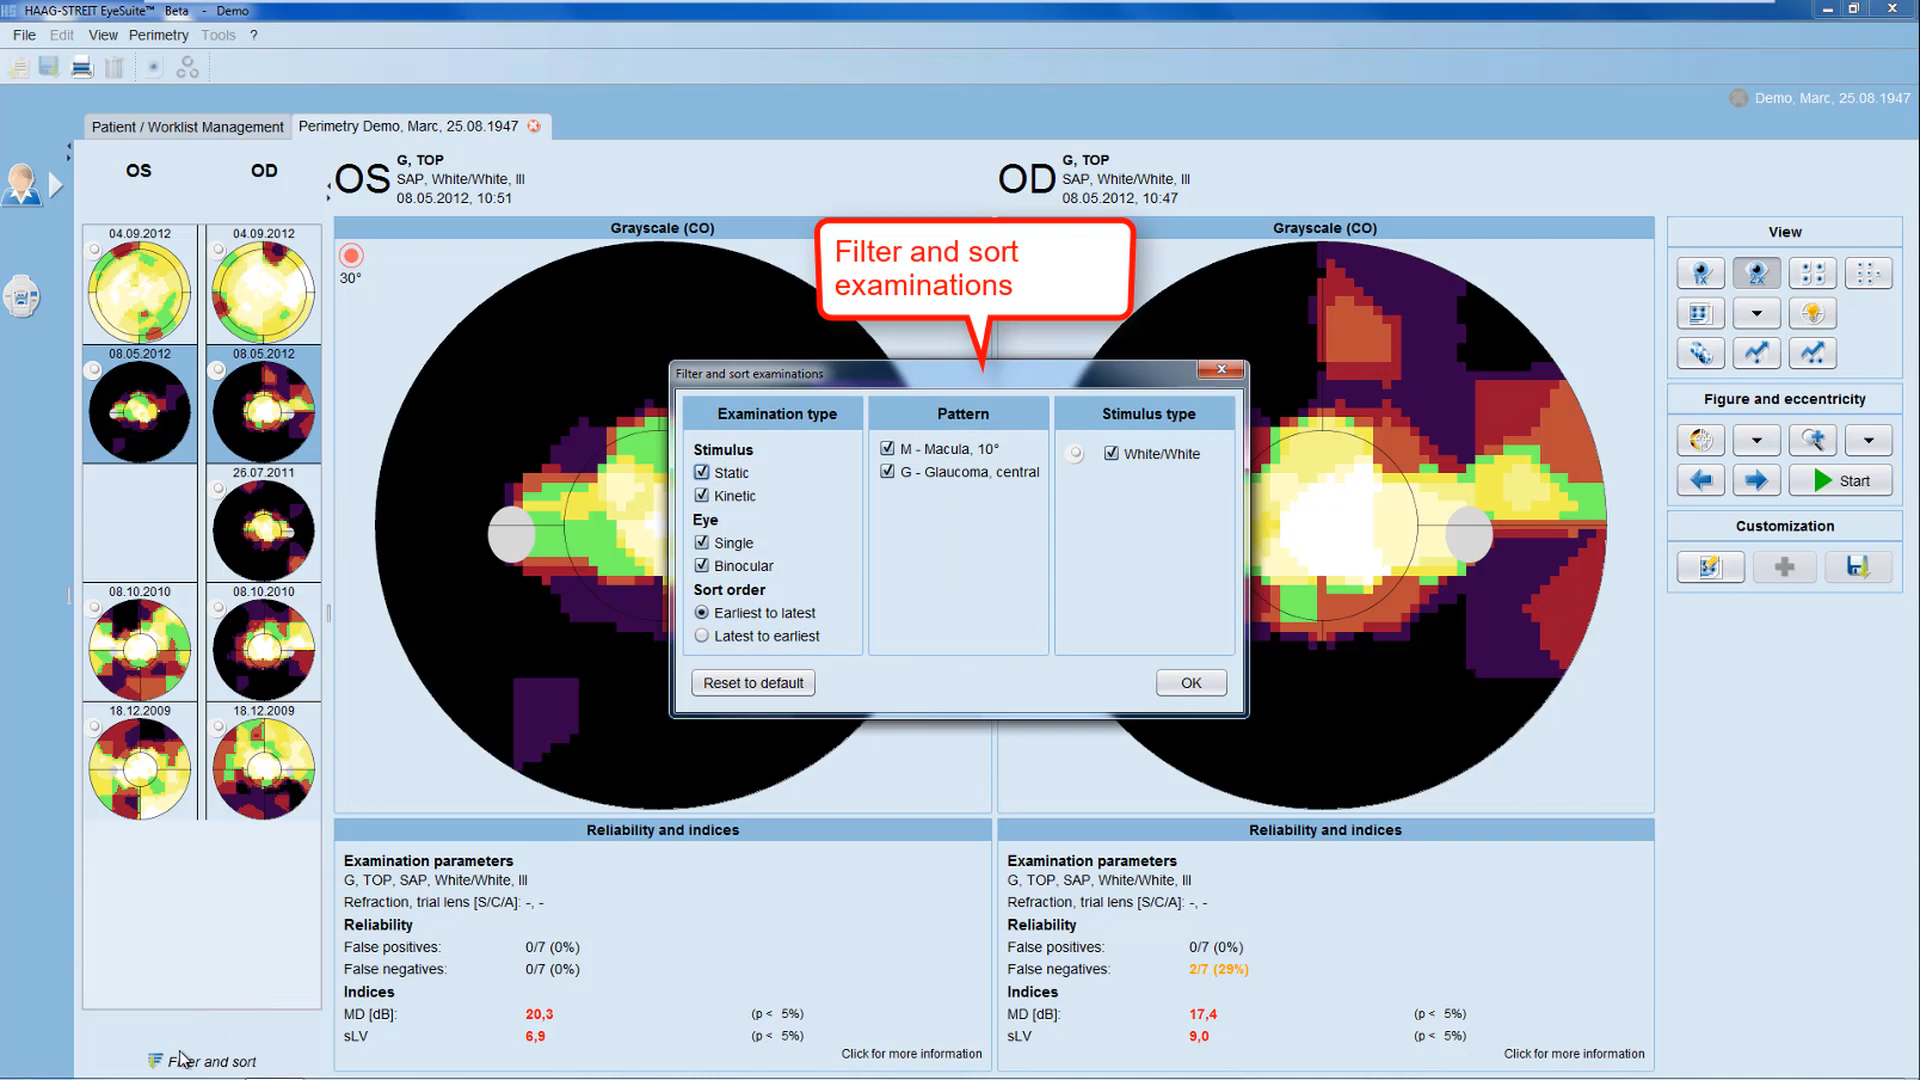 HAAG-STREIT EyeSuite™ Beta - Demo
File Edit View Perimetry Tools ?
Demo, Marc, 25.08.1947
Patient / Worklist Management
Perimetry Demo, Marc, 25.08.1947
OS OD
04.09.2012 04.09.2012
08.05.2012 08.05.2012
26.07.2011
08.10.2010 08.10.2010
18.12.2009 18.12.2009
Filter and sort
OS
G, TOP
SAP, White/White, III
08.05.2012, 10:51
Grayscale (CO)
30°
OD
G, TOP
SAP, White/White, III
08.05.2012, 10:47
Grayscale (CO)
Filter and sort
examinations
Filter and sort examinations
Examination type
Stimulus
Static
Kinetic
Eye
Single
Binocular
Sort order
Earliest to latest
Latest to earliest
Pattern
M - Macula, 10°
G - Glaucoma, central
Stimulus type
White/White
Reset to default
OK
Reliability and indices
Examination parameters
G, TOP, SAP, White/White, III
Refraction, trial lens [S/C/A]: -, -
Reliability
False positives: 0/7 (0%)
False negatives: 0/7 (0%)
Indices
MD [dB]: 20,3 (p < 5%)
sLV 6,9 (p < 5%)
Click for more information
Reliability and indices
Examination parameters
G, TOP, SAP, White/White, III
Refraction, trial lens [S/C/A]: -, -
Reliability
False positives: 0/7 (0%)
False negatives: 2/7 (29%)
Indices
MD [dB]: 17,4 (p < 5%)
sLV 9,0 (p < 5%)
Click for more information
View
1x 2x
Figure and eccentricity
Start
Customization